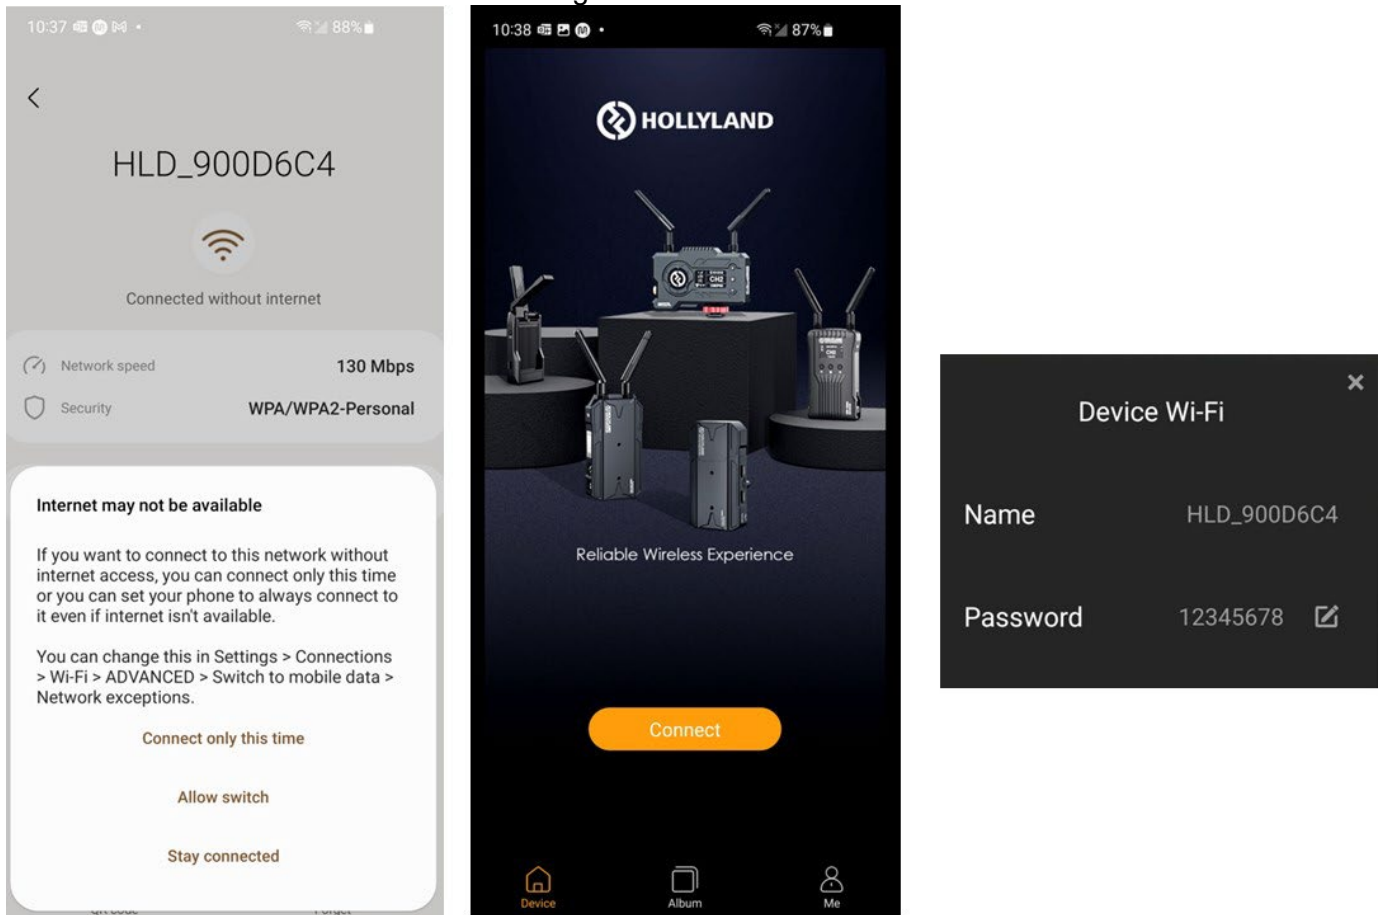 10:37
88%
HLD_900D6C4
Connected without internet
Network speed 130 Mbps
Security WPA/WPA2-Personal
Internet may not be available
If you want to connect to this network without
internet access, you can connect only this time
or you can set your phone to always connect to
it even if internet isn't available.
You can change this in Settings > Connections
> Wi-Fi > ADVANCED > Switch to mobile data >
Network exceptions.
Connect only this time
Allow switch
Stay connected
10:38
87%
HOLLYLAND
CH2
Reliable Wireless Experience
Connect
Device
Album
Me
Device Wi-Fi
Name HLD_900D6C4
Password 12345678